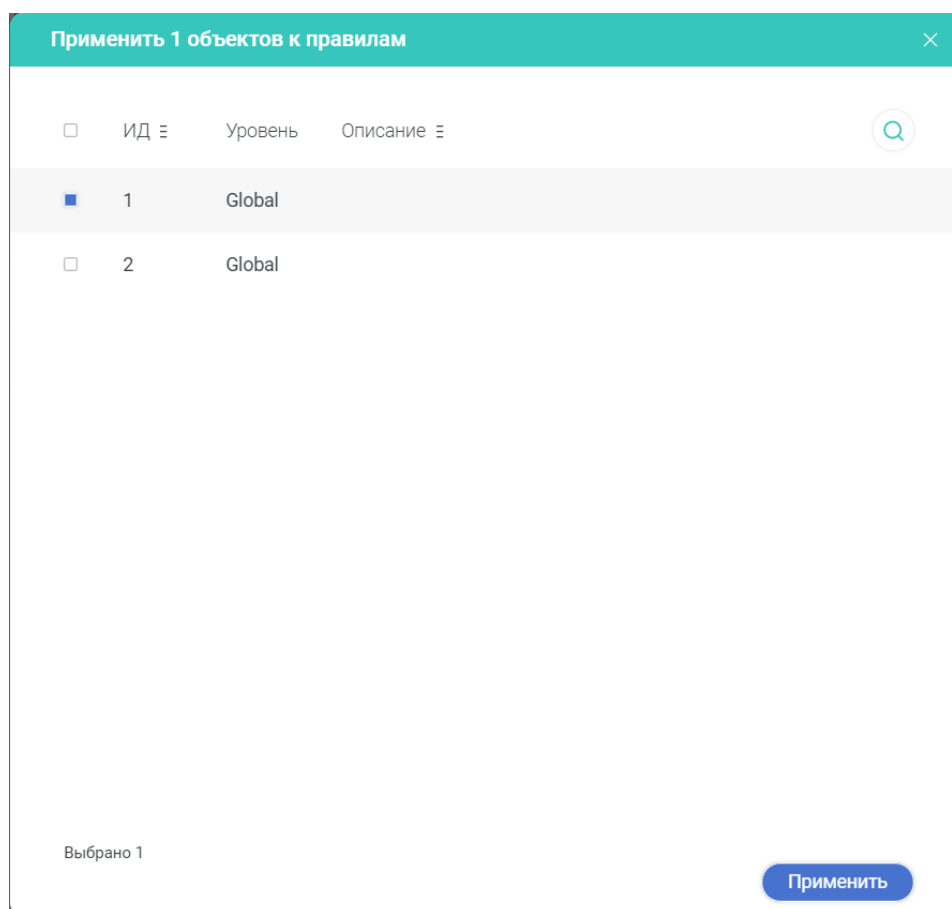 Применить 1 объектов к правилам
ИД Уровень Описание
1 Global
2 Global
Выбрано 1
Применить